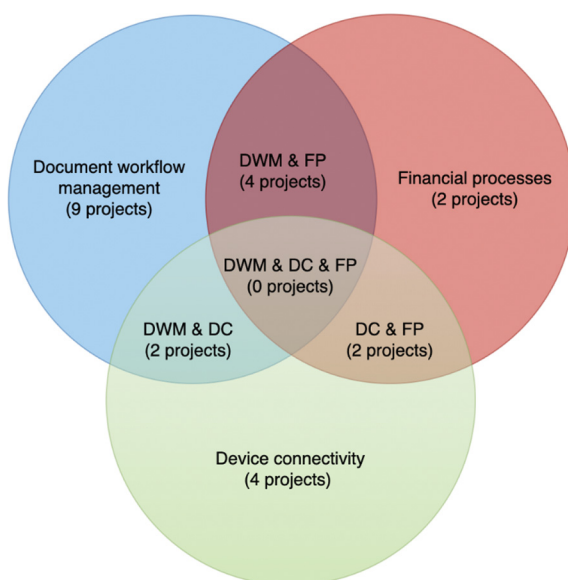 DWM & FP
(4 projects)
Document workflow
management
(9 projects)
Financial processes
(2 projects)
DWM & DC & FP
(0 projects)
DWM & DC
(2 projects)
DC & FP
(2 projects)
Device connectivity
(4 projects)